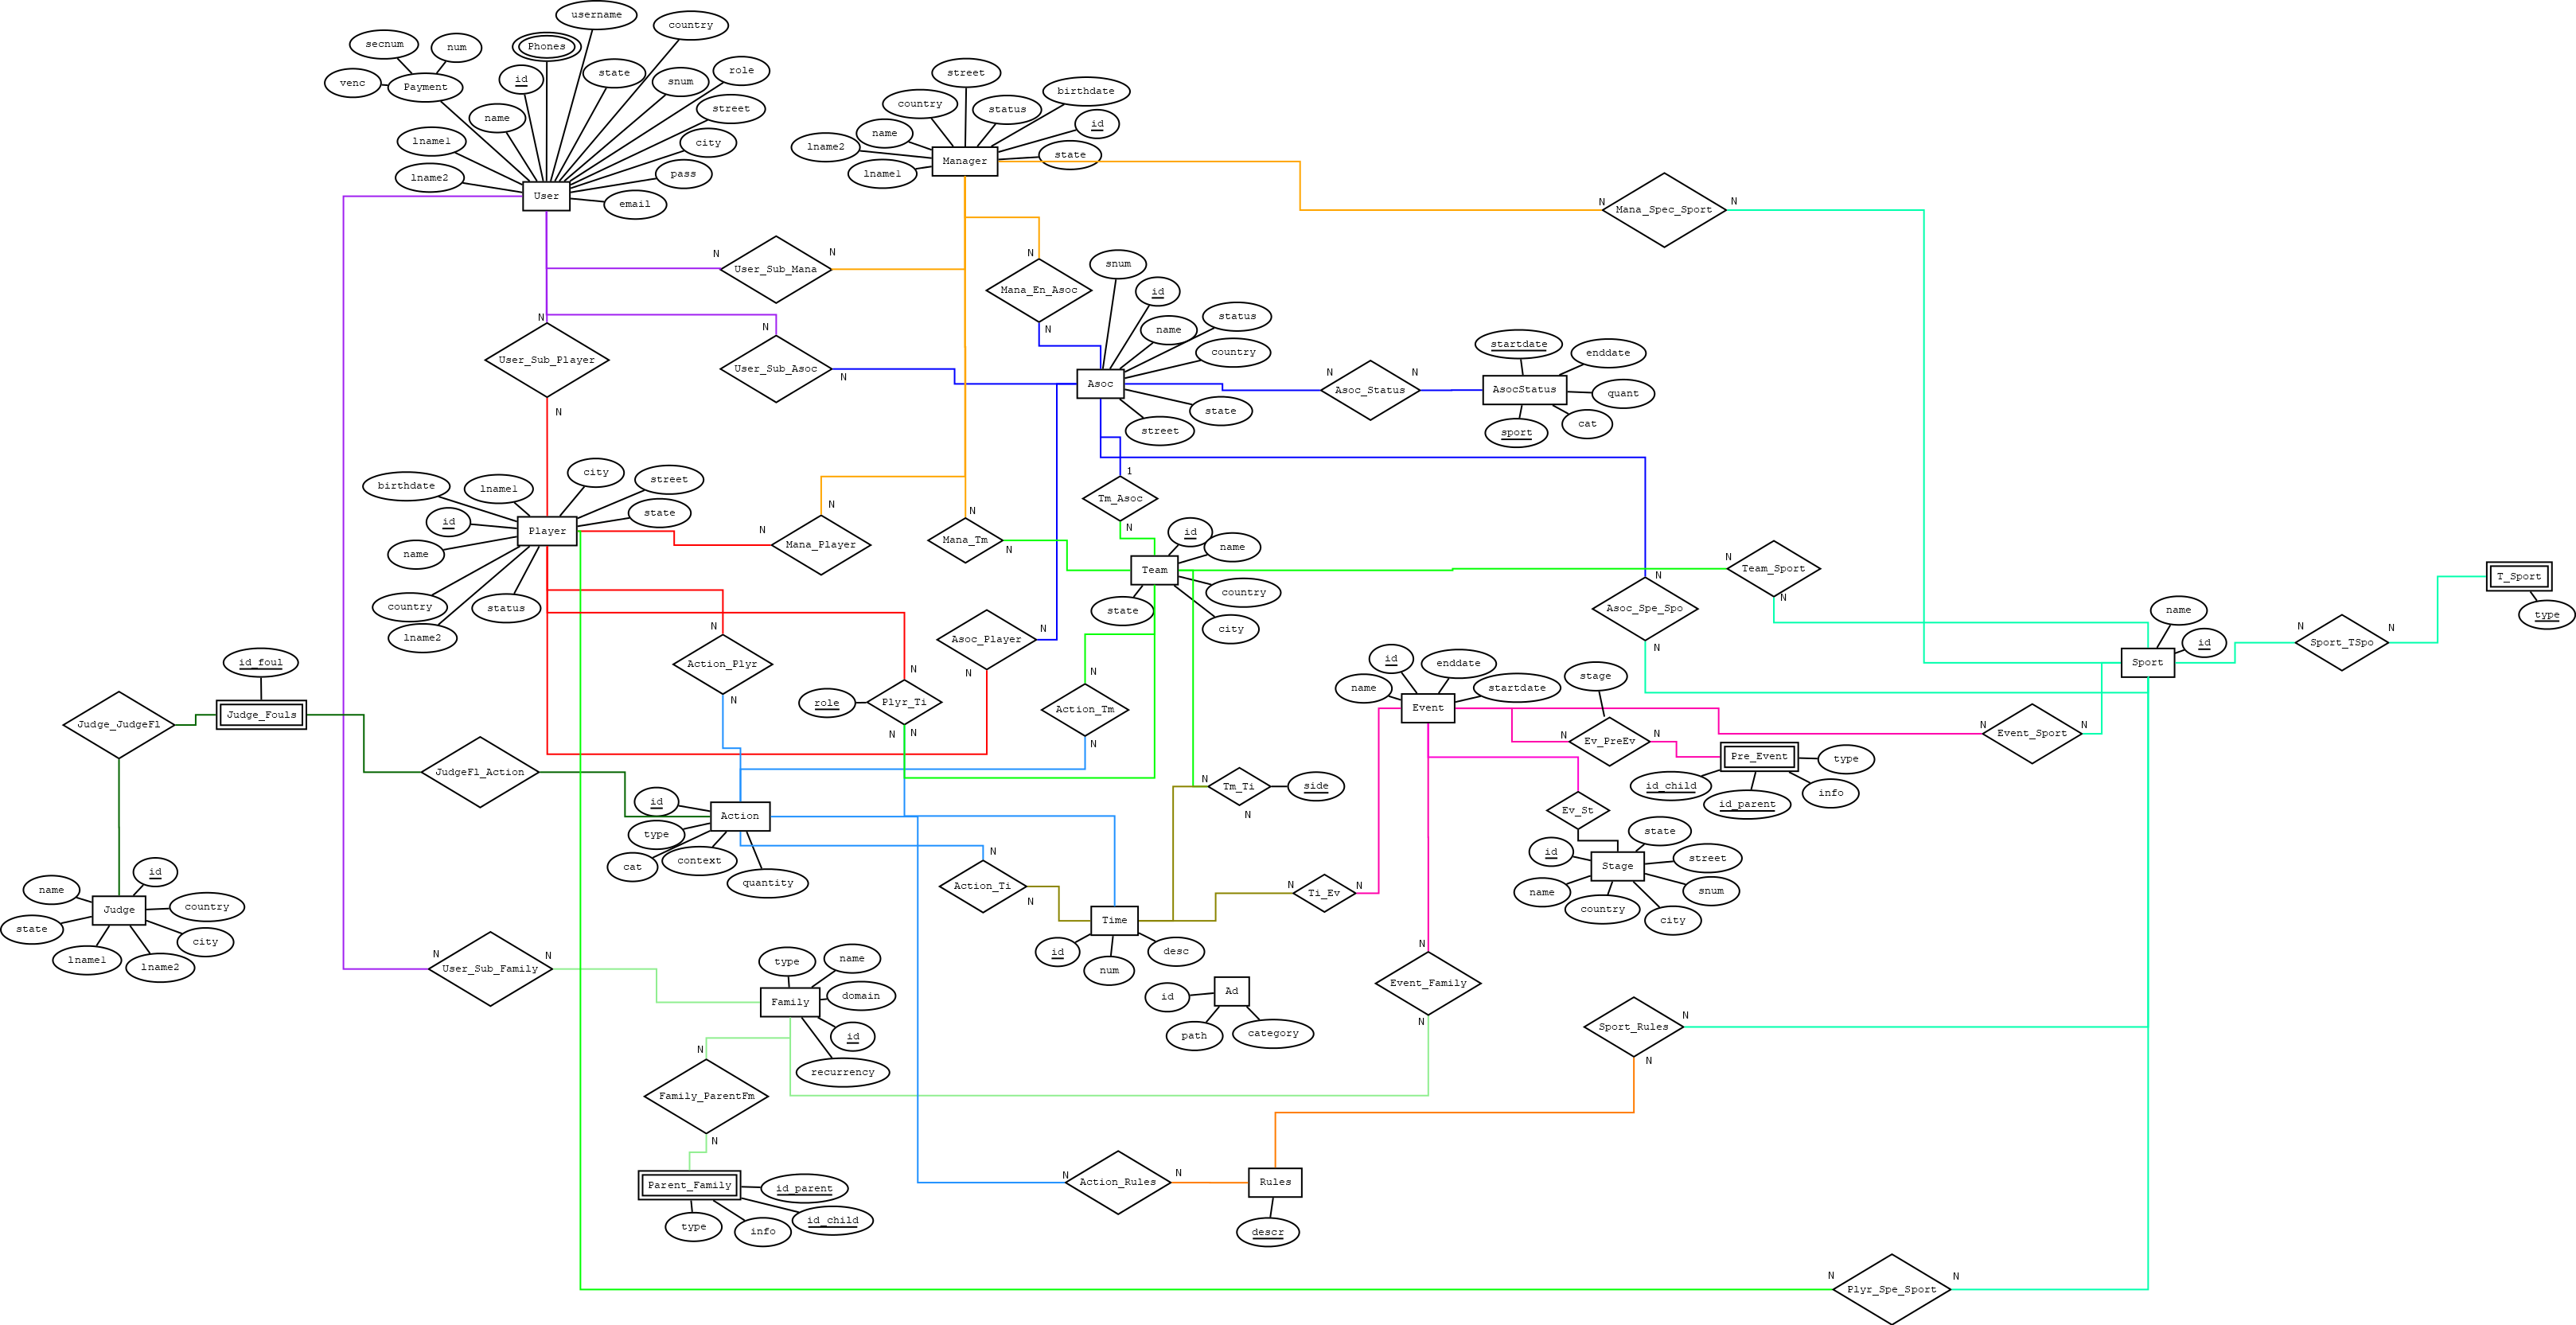 username
country
secnum
num
Phones
venc
Payment
id
state
snum
role
name
street
lname1
city
lname2
pass
User
email
street
country
status
birthdate
name
id
lname2
Manager
state
lname1
N
Mana_Spec_Sport
N
N
User_Sub_Mana
N
N
Mana_En_Asoc
N
snum
id
status
name
country
Asoc
state
street
N
User_Sub_Player
N
N
User_Sub_Asoc
N
N
Asoc_Status
N
startdate
enddate
AsocStatus
quant
sport
cat
1
Tm_Asoc
N
birthdate
lname1
city
street
id
state
Player
name
country
status
lname2
N
Mana_Player
N
N
Mana_Tm
N
id
name
Team
country
state
city
N
Team_Sport
N
N
Asoc_Spe_Spo
N
T_Sport
type
name
id
Sport
N
Sport_TSpo
N
N
Asoc_Player
N
N
Action_Plyr
N
N
role
Plyr_Ti
N
N
N
Action_Tm
N
id_foul
Judge_Fouls
Judge_JudgeFl
JudgeFl_Action
id
enddate
name
startdate
Event
stage
N
Ev_PreEv
N
N
Event_Sport
N
Pre_Event
type
id_child
id_parent
info
N
Tm_Ti
side
N
Ev_St
id
Action
type
cat
context
quantity
state
id
Stage
street
name
snum
country
city
N
Action_Ti
N
N
Ti_Ev
N
id
name
country
Judge
state
city
lname1
lname2
Time
id
desc
num
N
User_Sub_Family
N
type
name
Family
domain
id
recurrency
id
Ad
path
category
N
Event_Family
N
Sport_Rules
N
N
N
Family_ParentFm
N
Parent_Family
id_parent
id_child
type
info
N
Action_Rules
N
Rules
descr
N
Plyr_Spe_Sport
N